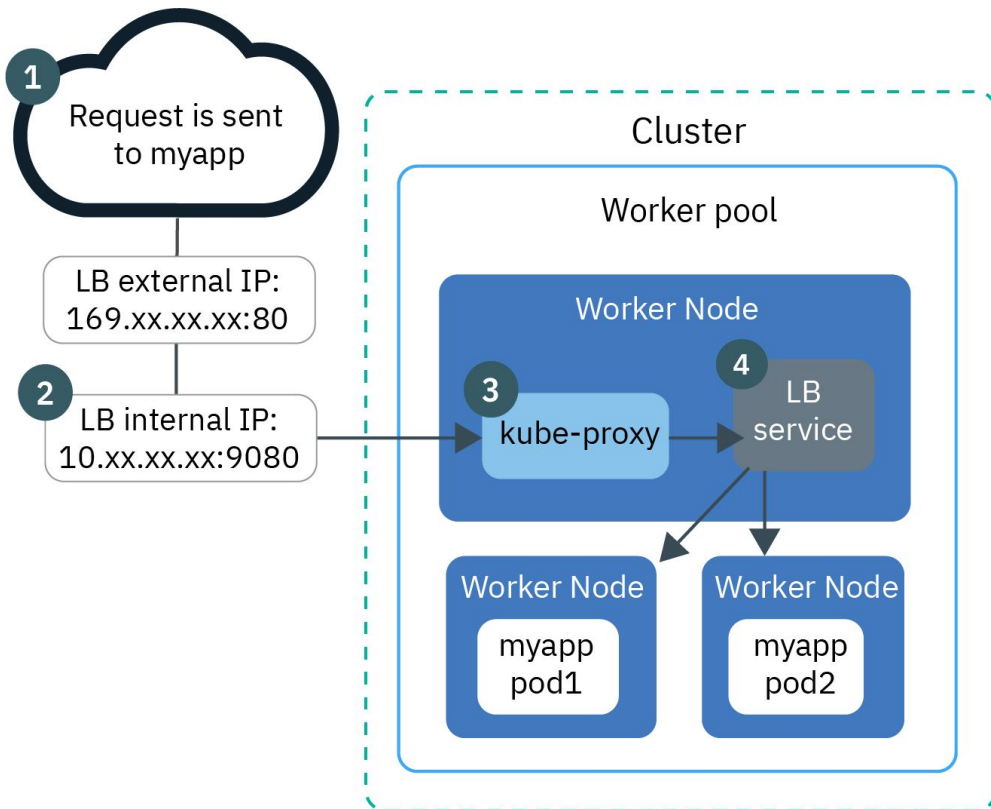 1
Request is sent
to myapp
LB external IP:
169.xx.xx.xx:80
2
LB internal IP:
10.xx.xx.xx:9080
Cluster
Worker pool
Worker Node
3
kube-proxy
4
LB
service
Worker Node
myapp
pod1
Worker Node
myapp
pod2